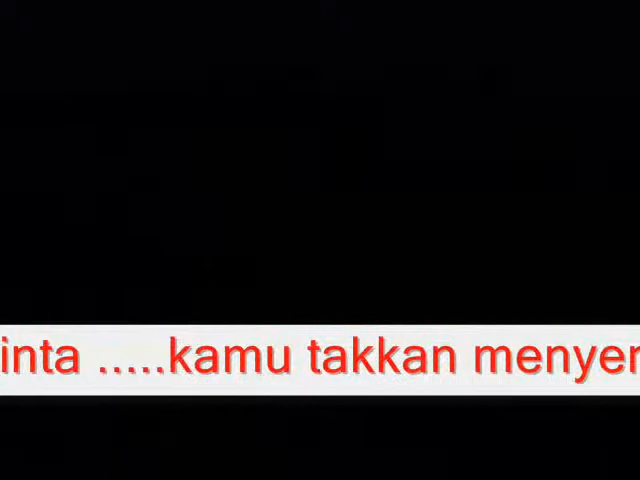 inta .....kamu takkan menyer